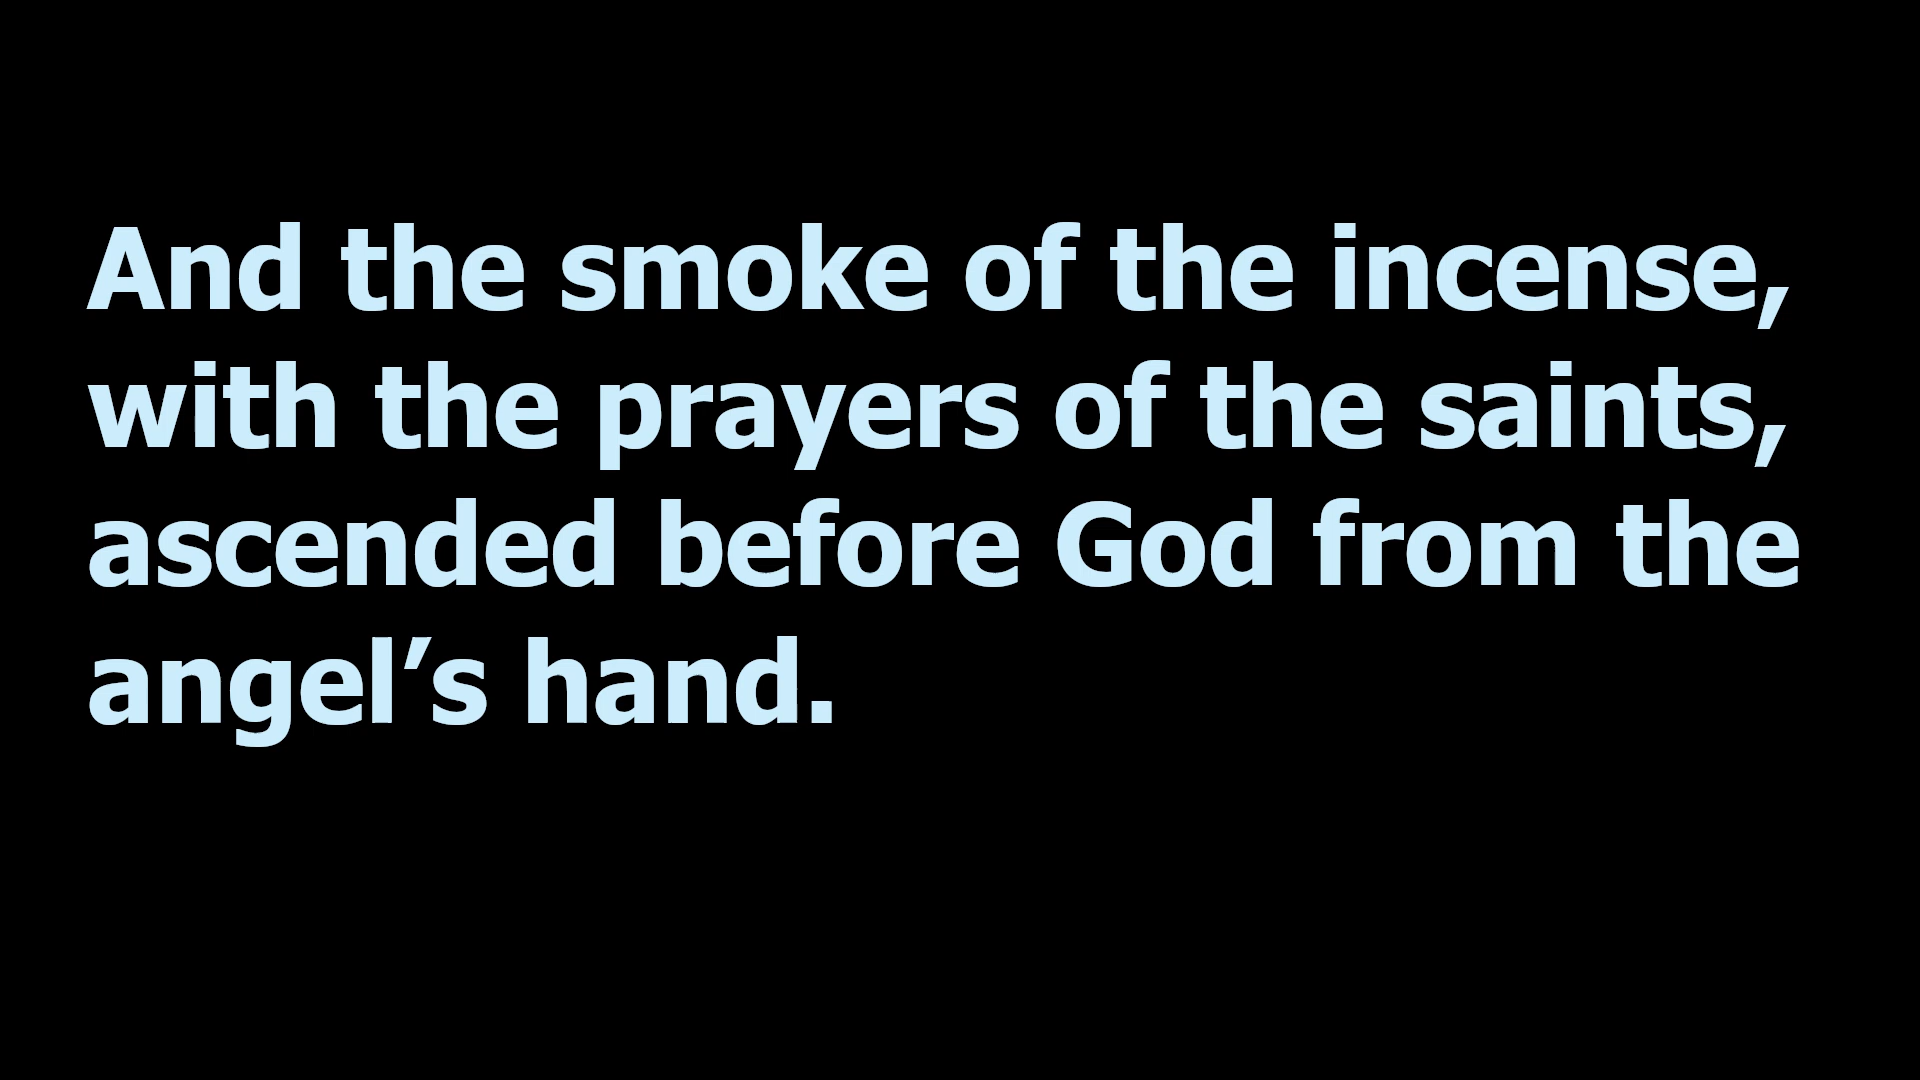 And the smoke of the incense,
with the prayers of the saints,
ascended before God from the
angel’s hand.